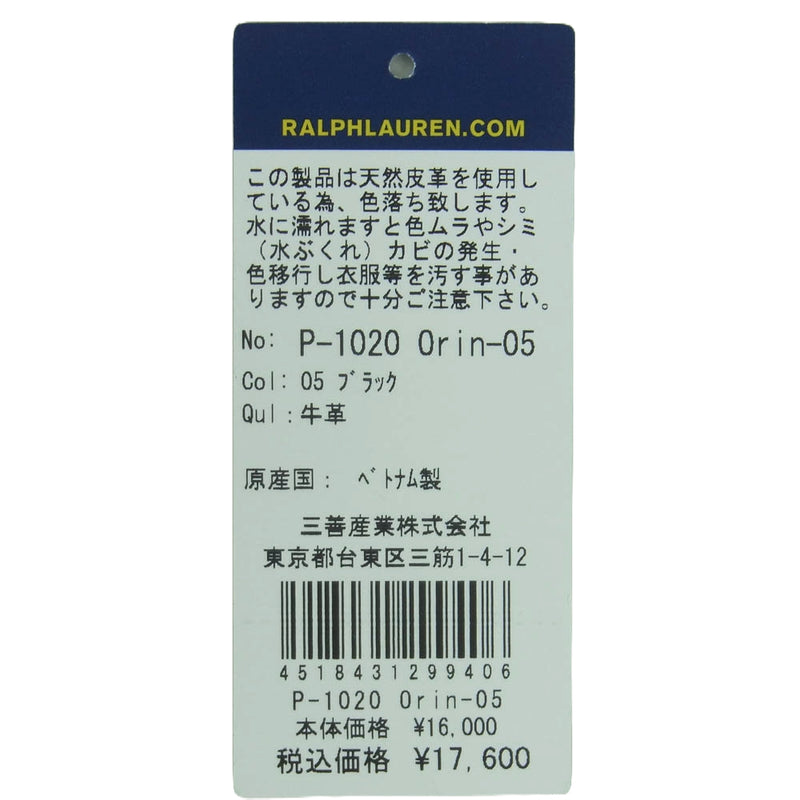 RALPHLAUREN.COM
この製品は天然皮革を使用し
ている為、色落ち致します。
水に濡れますと色ムラやシミ
（水ぶくれ）カビの発生・
色移行し衣服等を汚す事があ
りますので十分ご注意下さい。
No: P-1020 Orin-05
Col: 05 ﾌﾞﾗｯｸ
Qul:牛革
原産国： ﾍﾞﾄﾅﾑ製
三善産業株式会社
東京都台東区三筋1-4-12
4518431299406
P-1020 Orin-05
本体価格 ¥16,000
税込価格 ¥17,600